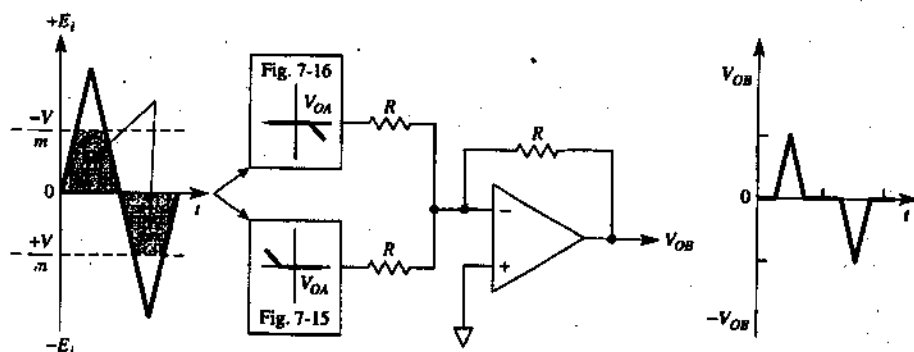 +E_i
−V
m
0
t
+V
n
−E_i
Fig. 7-16
V_OA
R
V_OA
Fig. 7-15
R
R
−
+
V_OB
V_OB
0
t
−V_OB